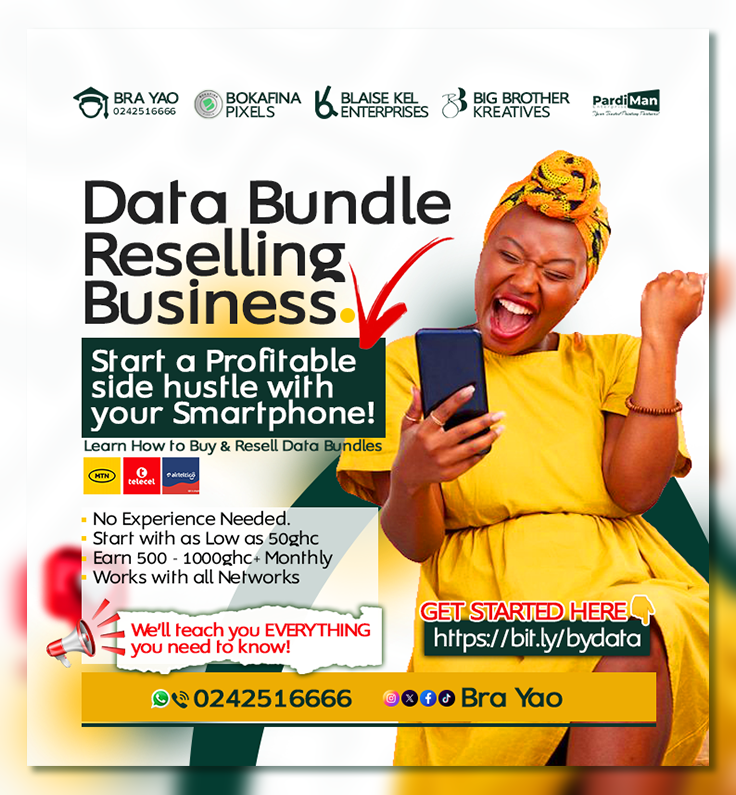 BRA YAO
0242516666
BOKAFINA
PIXELS
BLAISE KEL
ENTERPRISES
BIG BROTHER
KREATIVES
PardiMan
Data Bundle
Reselling
Business.
Start a Profitable
side hustle with
your Smartphone!
Learn How to Buy & Resell Data Bundles
MTN
telecel
airteltigo
No Experience Needed.
Start with as Low as 50ghc
Earn 500 - 1000ghc+ Monthly
Works with all Networks
We'll teach you EVERYTHING
you need to know!
GET STARTED HERE
https://bit.ly/bydata
0242516666
Bra Yao